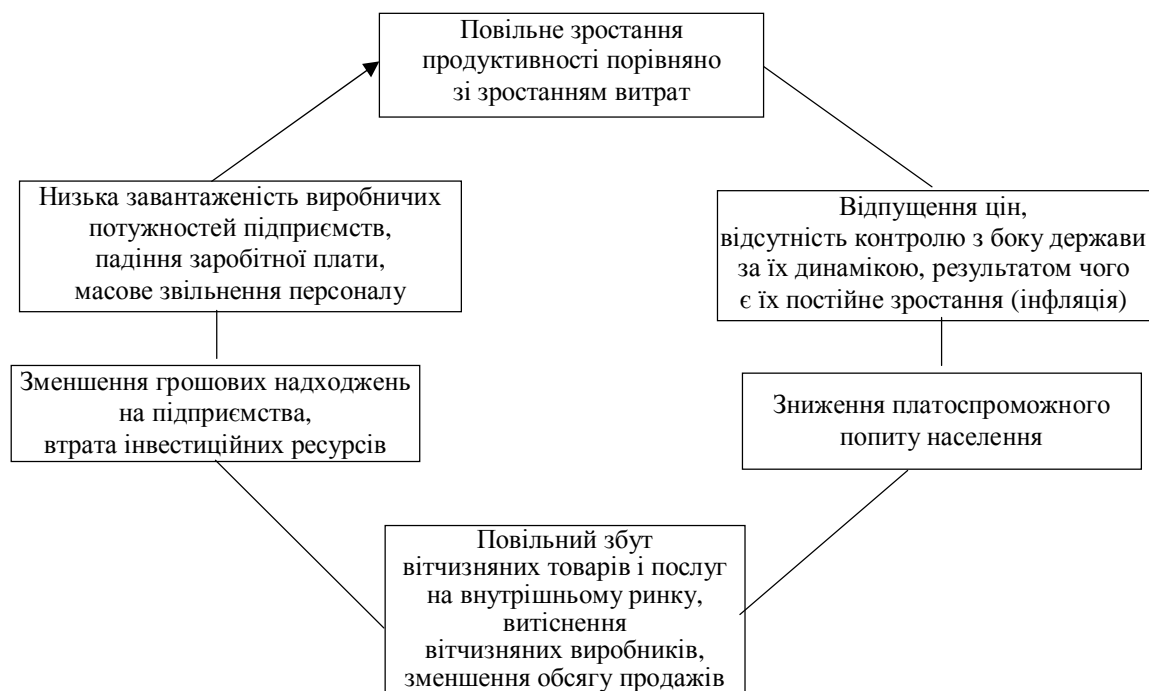 Повільне зростання
продуктивності порівняно
зі зростанням витрат
Низька завантаженість виробничих
потужностей підприємств,
падіння заробітної плати,
масове звільнення персоналу
Відпущення цін,
відсутність контролю з боку держави
за їх динамікою, результатом чого
є їх постійне зростання (інфляція)
Зменшення грошових надходжень
на підприємства,
втрата інвестиційних ресурсів
Зниження платоспроможного
попиту населення
Повільний збут
вітчизняних товарів і послуг
на внутрішньому ринку,
витіснення
вітчизняних виробників,
зменшення обсягу продажів